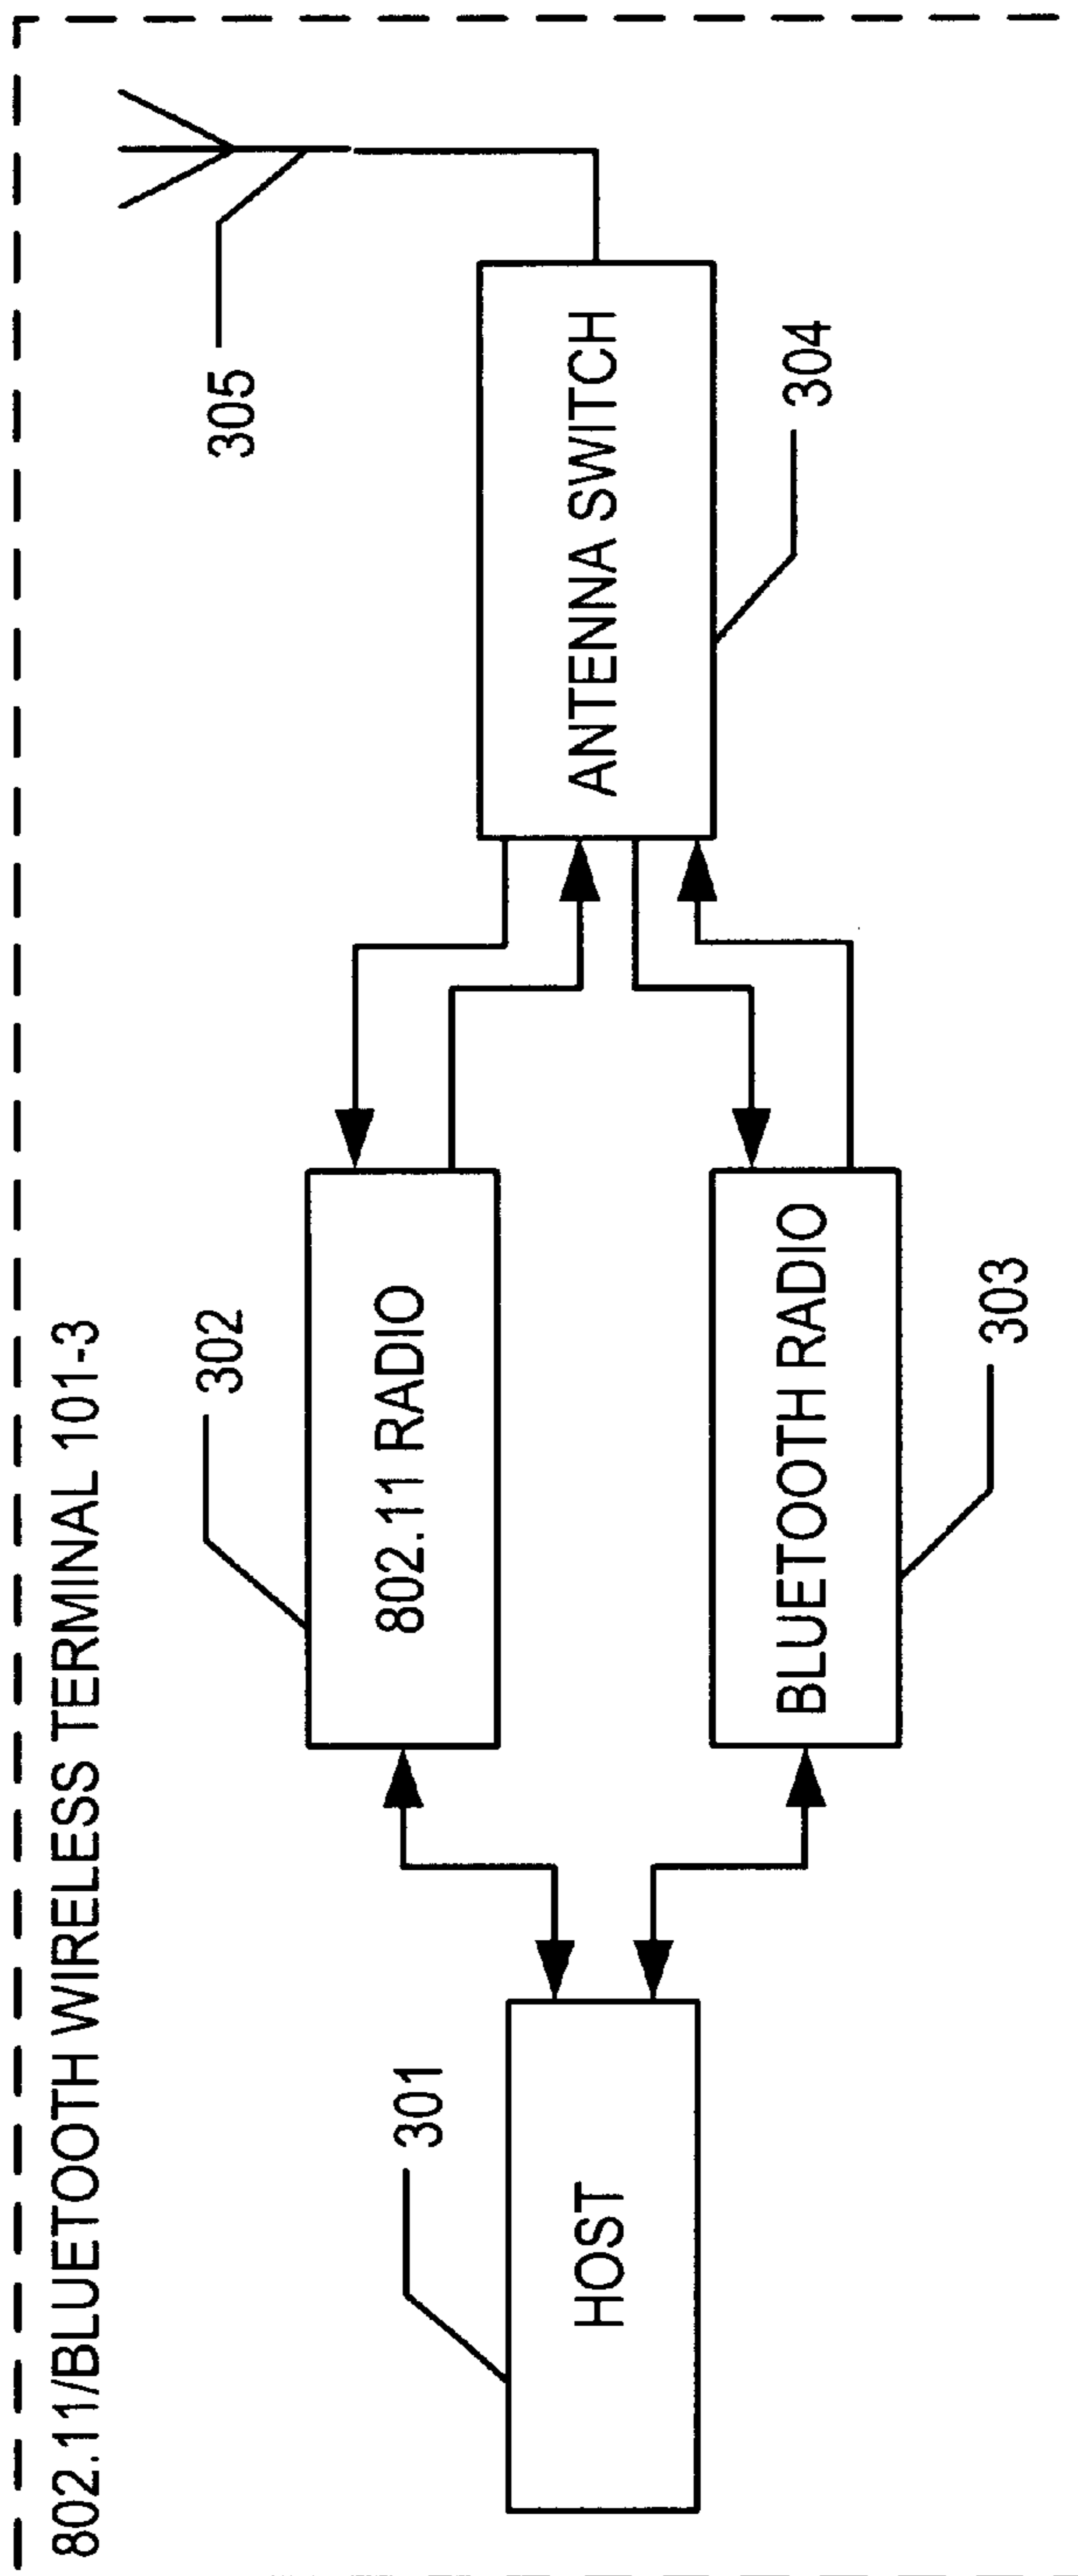 802.11/BLUETOOTH WIRELESS TERMINAL 101-3
301
HOST
302
802.11 RADIO
BLUETOOTH RADIO
303
305
ANTENNA SWITCH
304